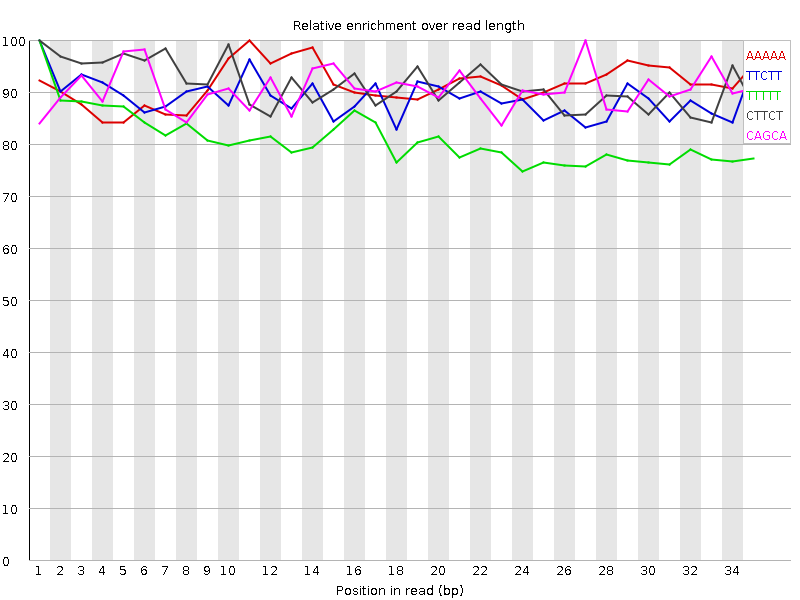 Relative enrichment over read length
100
90
80
70
60
50
40
30
20
10
0
AAAAA
TTCTT
TTTTT
CTTCT
CAGCA
1 2 3 4 5 6 7 8 9 10 12 14 16 18 20 22 24 26 28 30 32 34
Position in read (bp)